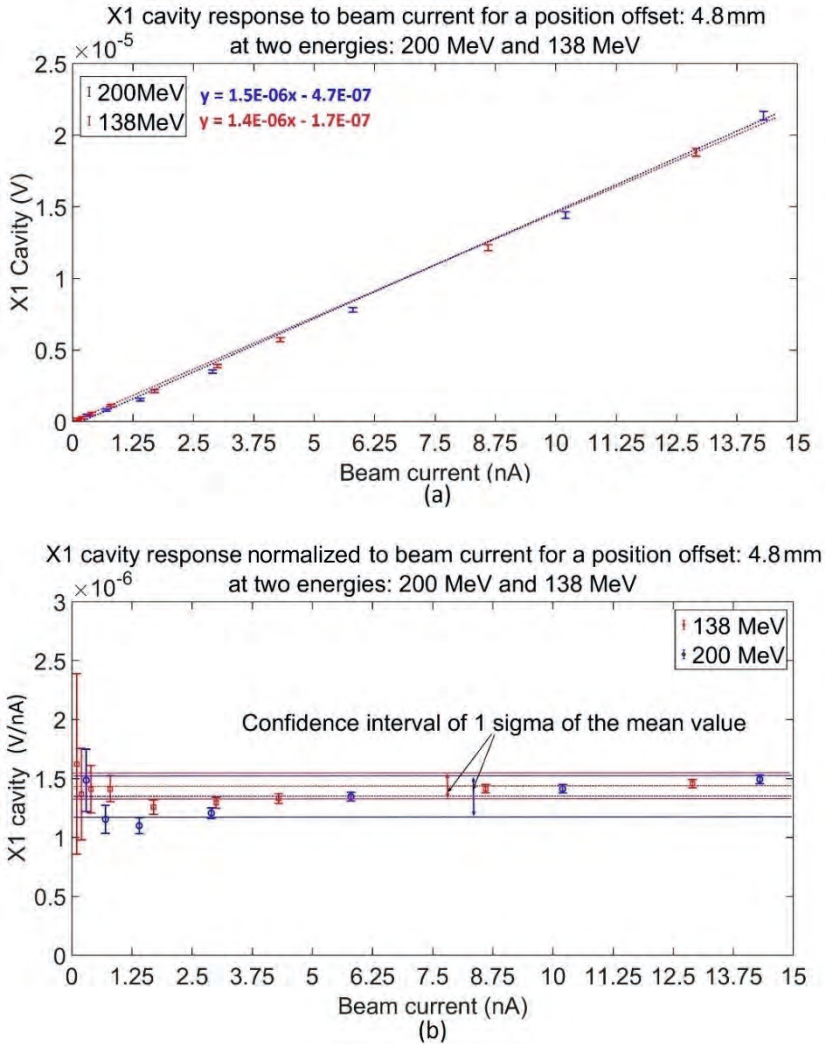 X1 cavity response to beam current for a position offset: 4.8 mm
at two energies: 200 MeV and 138 MeV
×10⁻⁵
2.5
2
1.5
1
0.5
0
X1 Cavity (V)
200MeV y = 1.5E-06x - 4.7E-07
138MeV y = 1.4E-06x - 1.7E-07
0 1.25 2.5 3.75 5 6.25 7.5 8.75 10 11.25 12.5 13.75 15
Beam current (nA)
(a)
X1 cavity response normalized to beam current for a position offset: 4.8 mm
at two energies: 200 MeV and 138 MeV
×10⁻⁶
3
2.5
2
1.5
1
0.5
0
X1 cavity (V/nA)
138 MeV
200 MeV
Confidence interval of 1 sigma of the mean value
0 1.25 2.5 3.75 5 6.25 7.5 8.75 10 11.25 12.5 13.75 15
Beam current (nA)
(b)